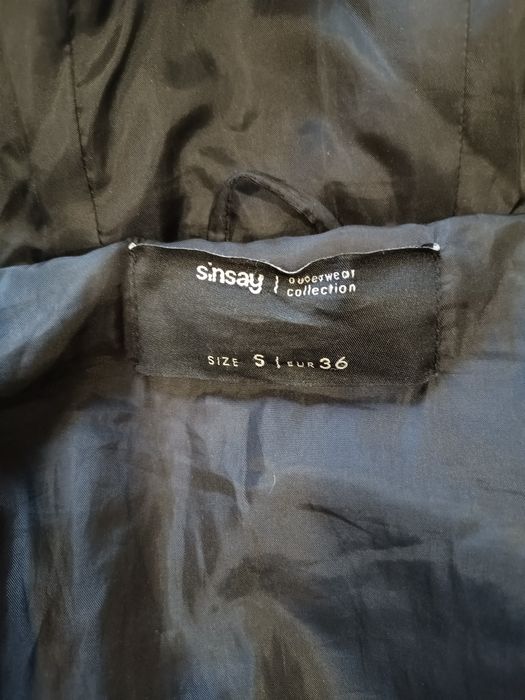 sinsay | outerwear
collection
SIZE S | EUR 36